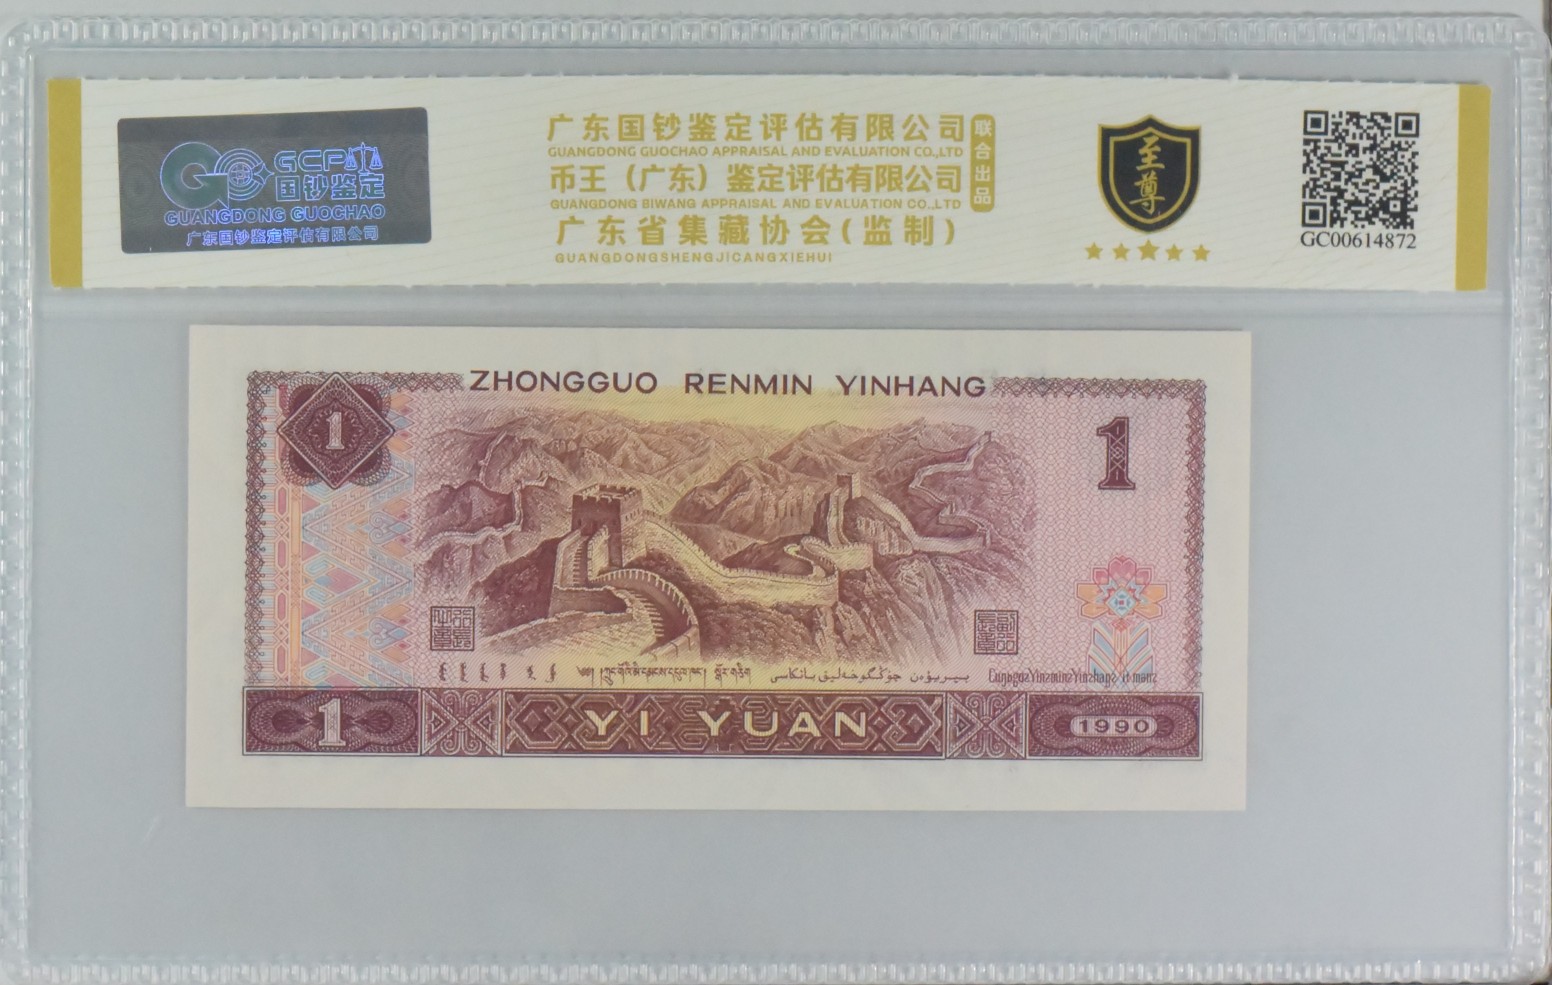 GCP
国钞鉴定
GUANGDONG GUOCHAO
广东国钞鉴定评估有限公司
广东国钞鉴定评估有限公司
GUANGDONG GUOCHAO APPRAISAL AND EVALUATION CO.,LTD
币王（广东）鉴定评估有限公司
GUANGDONG BIWANG APPRAISAL AND EVALUATION CO.,LTD
广东省集藏协会(监制)
GUANGDONGSHENGJICANGXIEHUI
联合出品
至尊
GC00614872
ZHONGGUO RENMIN YINHANG
1
1
1
YI YUAN
1990